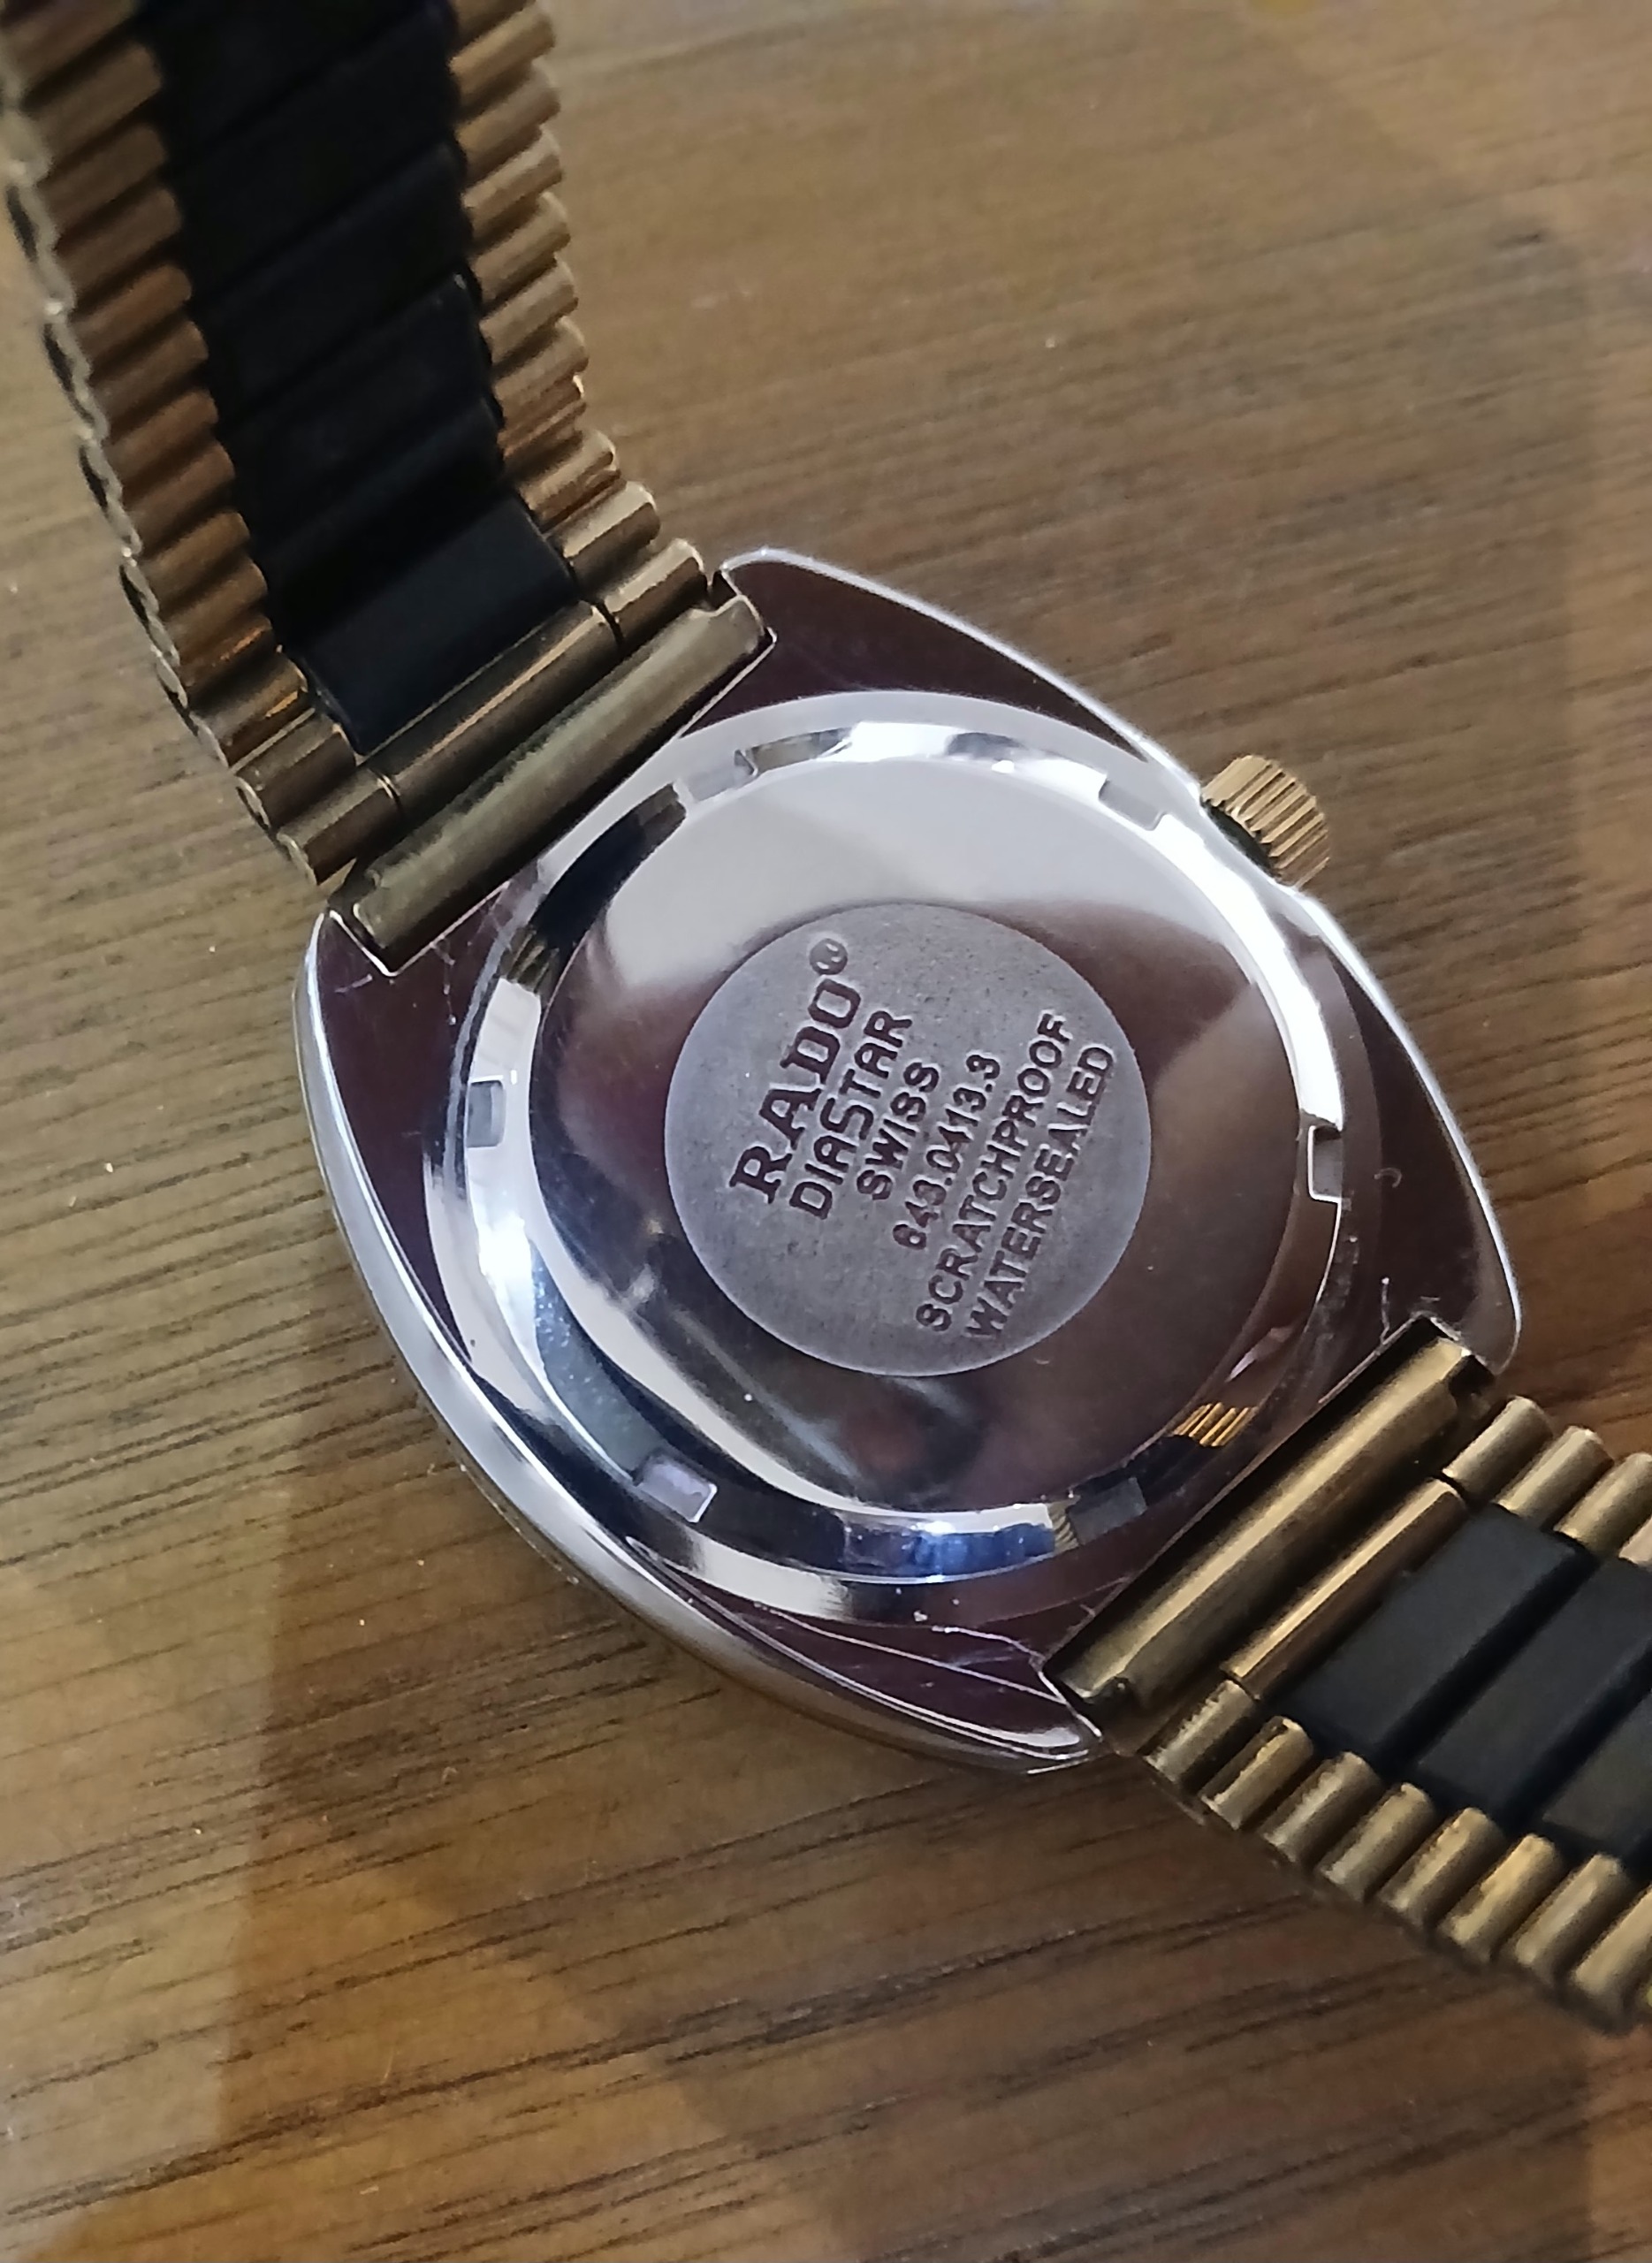 RADO®
DIASTAR
SWISS
648.0413.3
SCRATCHPROOF
WATERSEALED